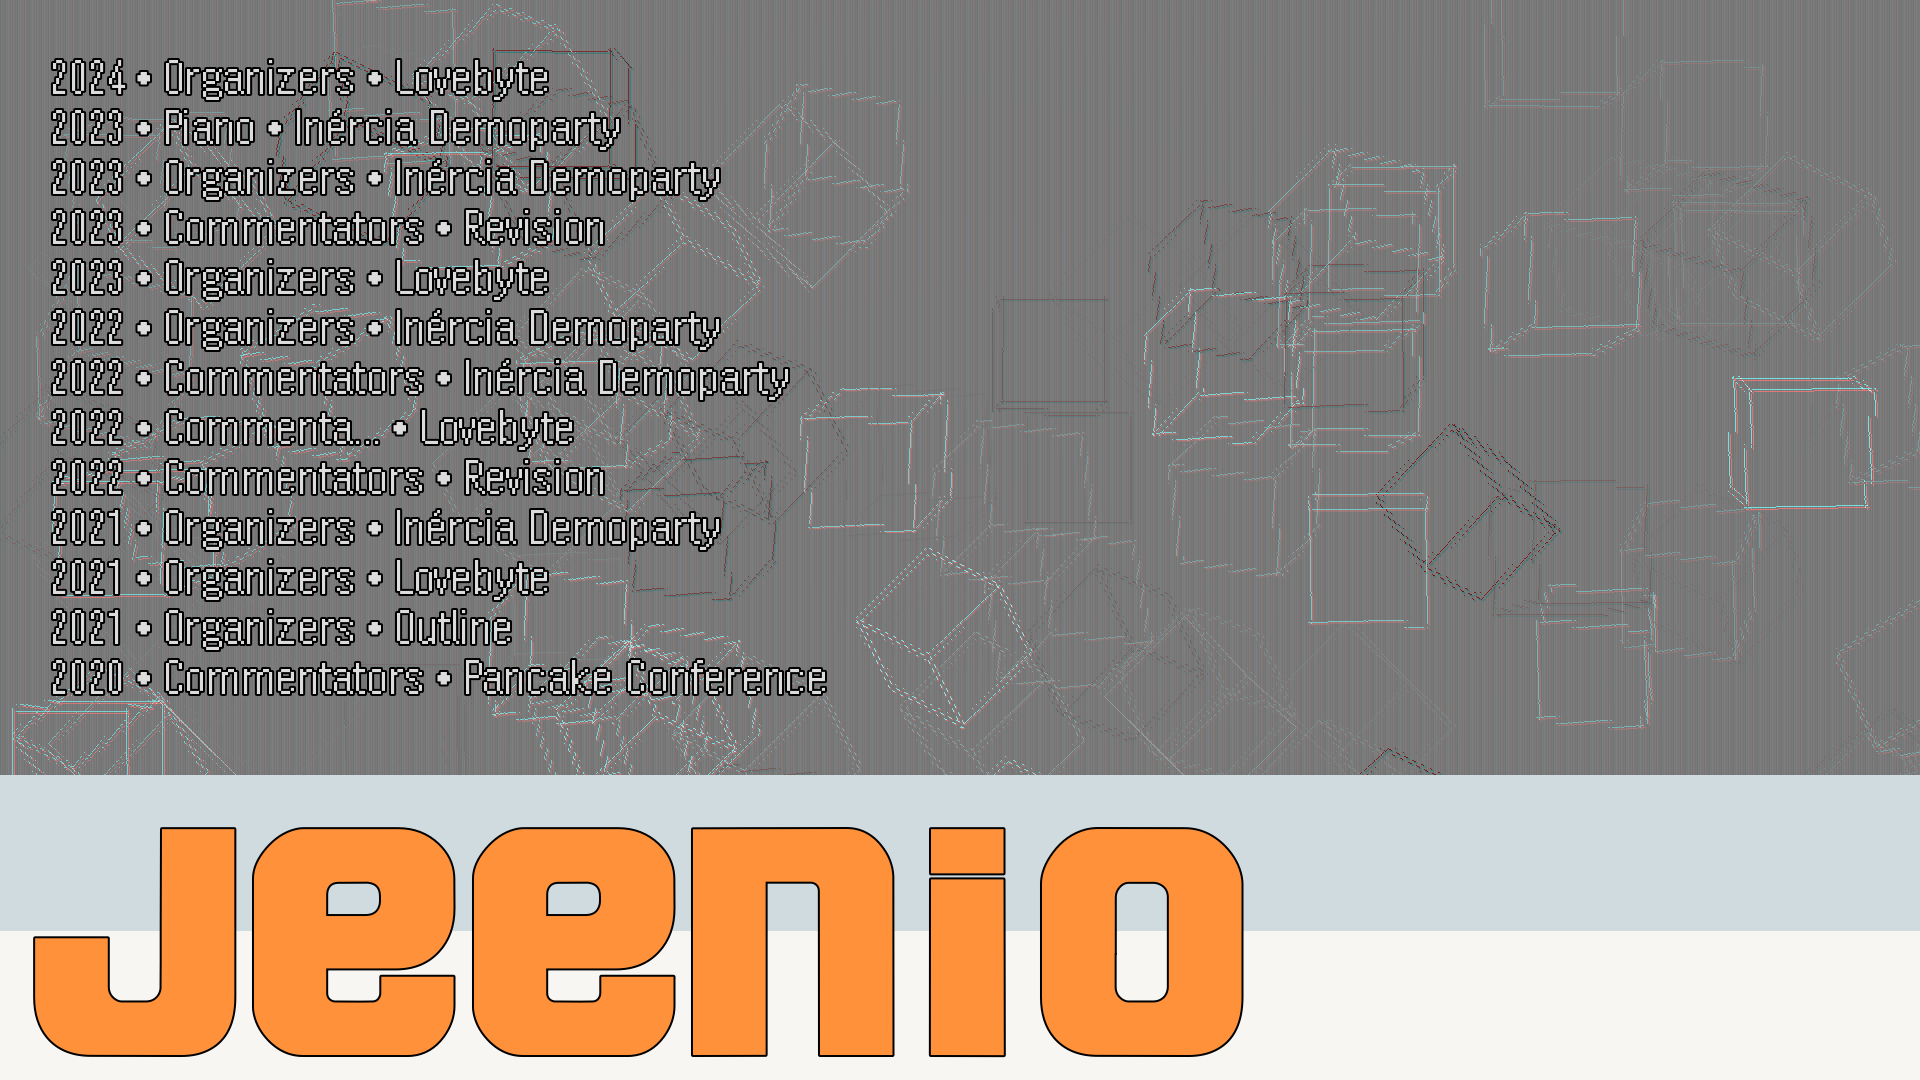 2024 • Organizers • Lovebyte
2023 • Piano • Inércia Demoparty
2023 • Organizers • Inércia Demoparty
2023 • Commentators • Revision
2023 • Organizers • Lovebyte
2022 • Organizers • Inércia Demoparty
2022 • Commentators • Inércia Demoparty
2022 • Commenta... • Lovebyte
2022 • Commentators • Revision
2021 • Organizers • Inércia Demoparty
2021 • Organizers • Lovebyte
2021 • Organizers • Outline
2020 • Commentators • Pancake Conference
jeenio